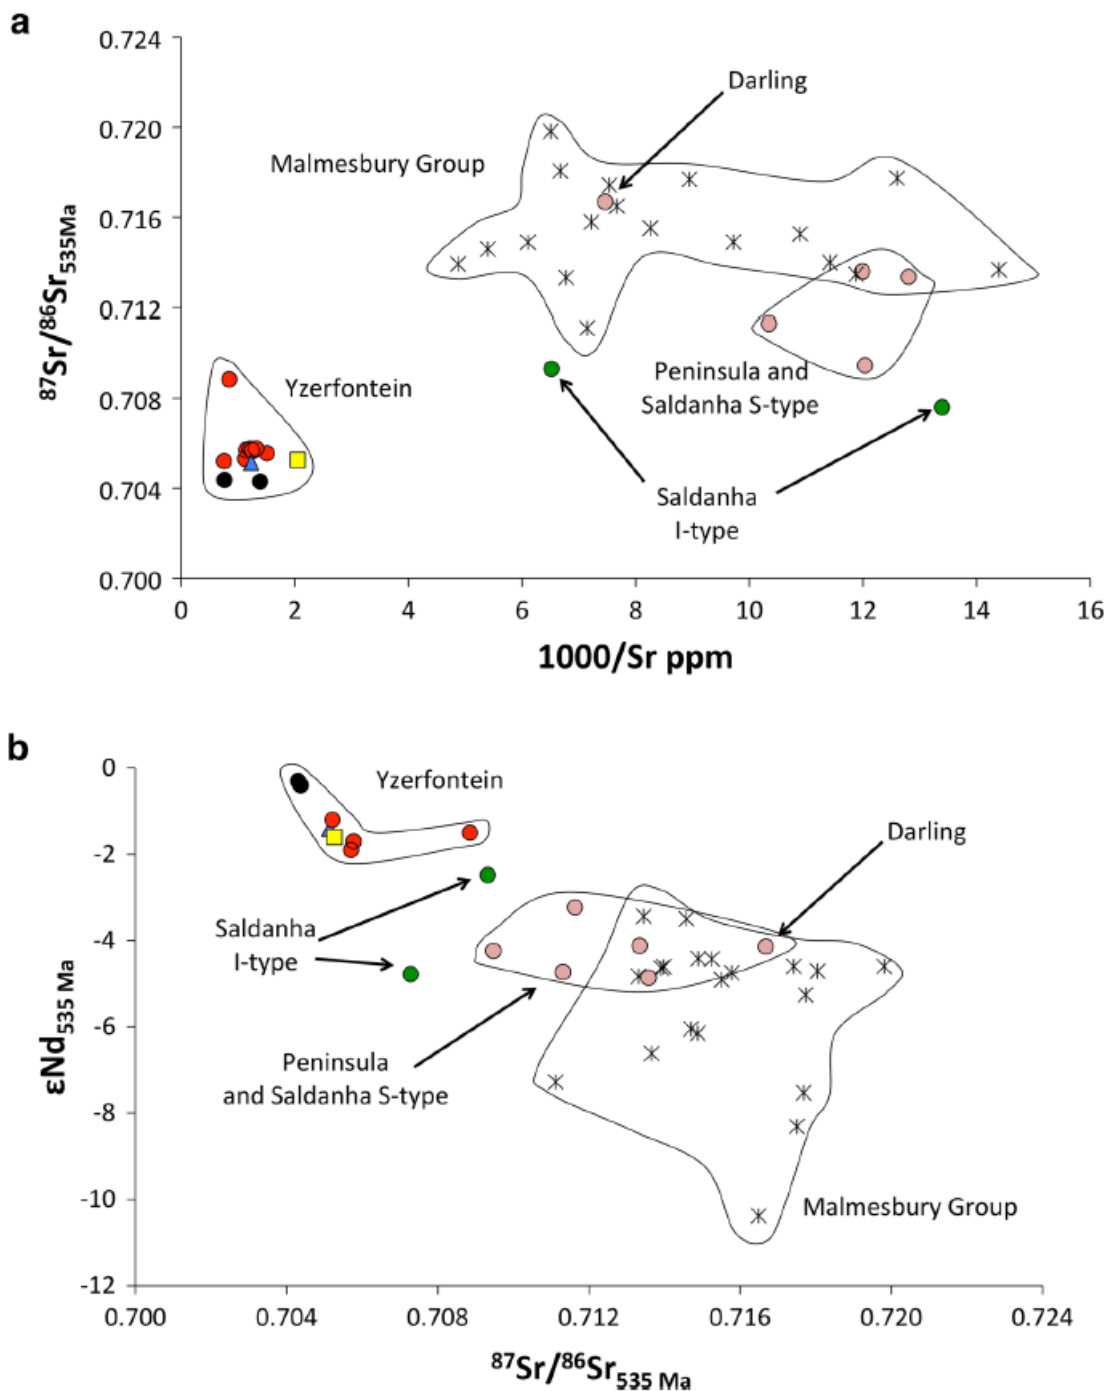 a
0.724
0.720
0.716
0.712
0.708
0.704
0.700
⁸⁷Sr/⁸⁶Sr₅₃₅Ma
Darling
Malmesbury Group
Yzerfontein
Peninsula and
Saldanha S-type
Saldanha
I-type
0 2 4 6 8 10 12 14 16
1000/Sr ppm
b
0
-2
-4
-6
-8
-10
-12
εNd₅₃₅ Ma
Yzerfontein
Darling
Saldanha
I-type
Peninsula
and Saldanha S-type
Malmesbury Group
0.700 0.704 0.708 0.712 0.716 0.720 0.724
⁸⁷Sr/⁸⁶Sr₅₃₅ Ma